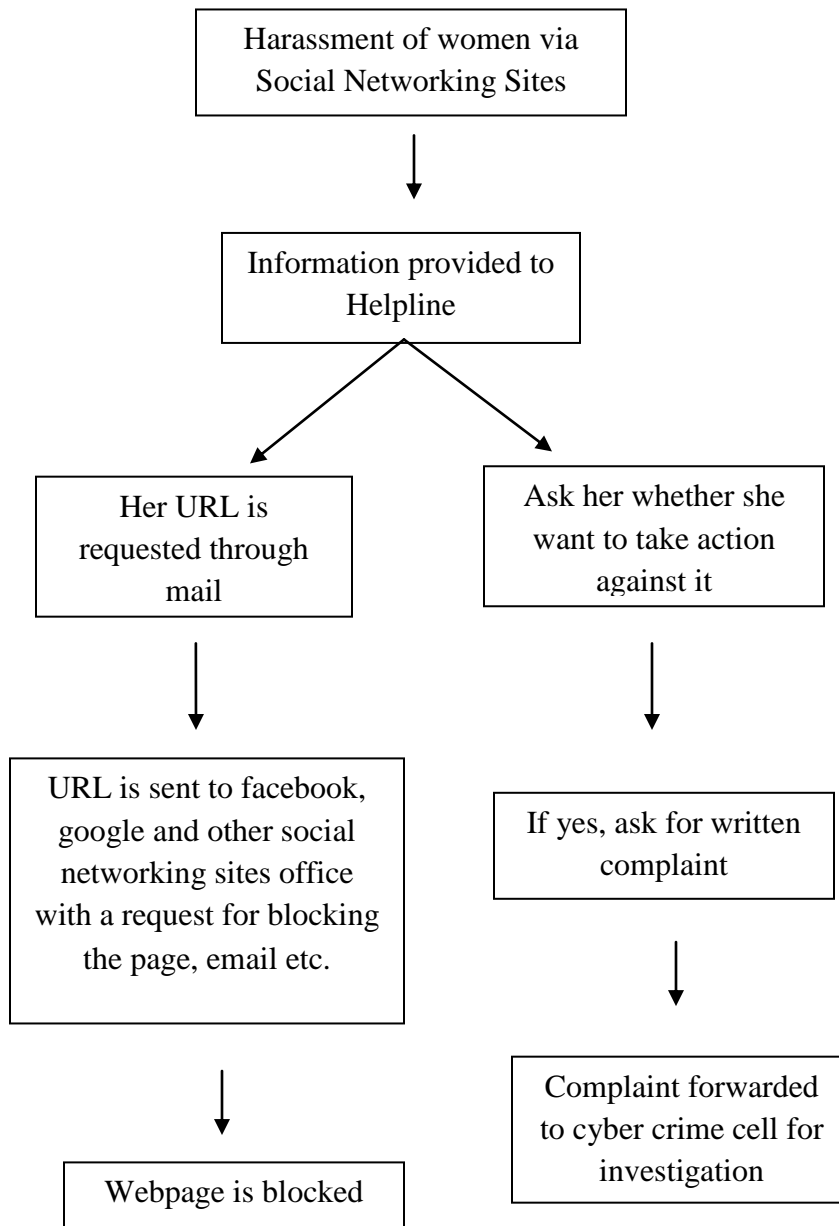 Harassment of women via
Social Networking Sites
Information provided to
Helpline
Her URL is
requested through
mail
Ask her whether she
want to take action
against it
URL is sent to facebook,
google and other social
networking sites office
with a request for blocking
the page, email etc.
If yes, ask for written
complaint
Webpage is blocked
Complaint forwarded
to cyber crime cell for
investigation